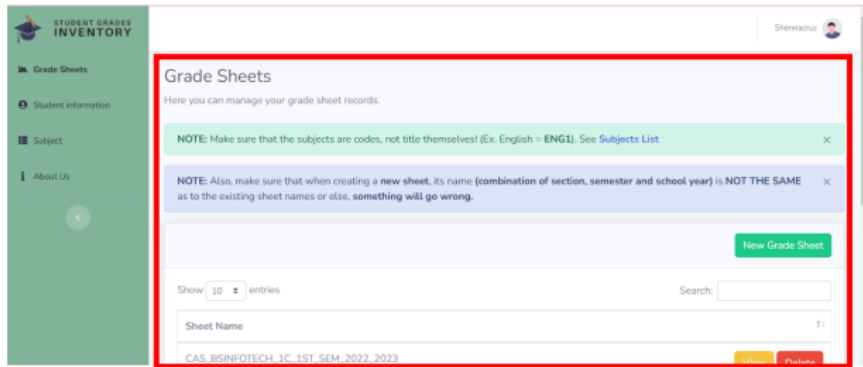 STUDENT GRADES
INVENTORY
Shennacruz
Grade Sheets
Student information
Subject
About Us
Grade Sheets
Here you can manage your grade sheet records.
NOTE: Make sure that the subjects are codes, not title themselves! (Ex. English = ENG1). See Subjects List ×
NOTE: Also, make sure that when creating a new sheet, its name (combination of section, semester and school year) is NOT THE SAME ×
as to the existing sheet names or else, something will go wrong.
New Grade Sheet
Show 10 entries Search:
Sheet Name
CAS_BSINFOTECH_1C_1ST_SEM_2022_2023 View Delete